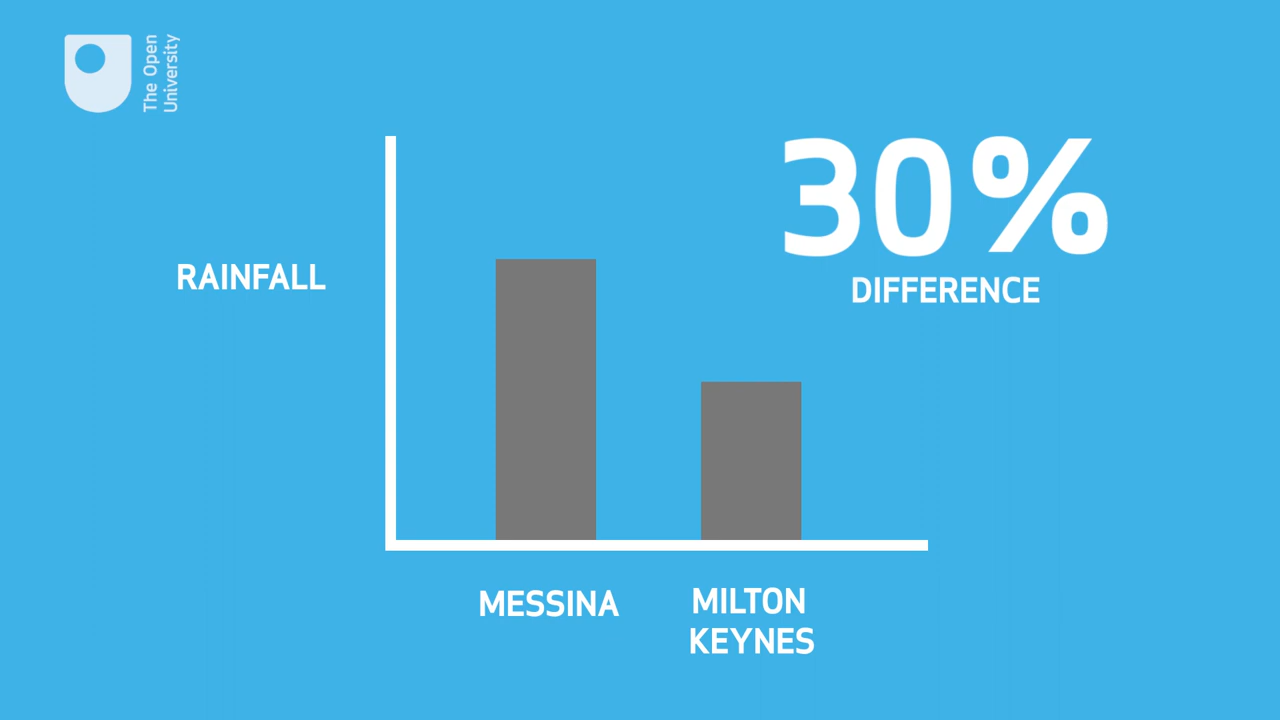 The Open
University
30%
DIFFERENCE
RAINFALL
MESSINA
MILTON
KEYNES